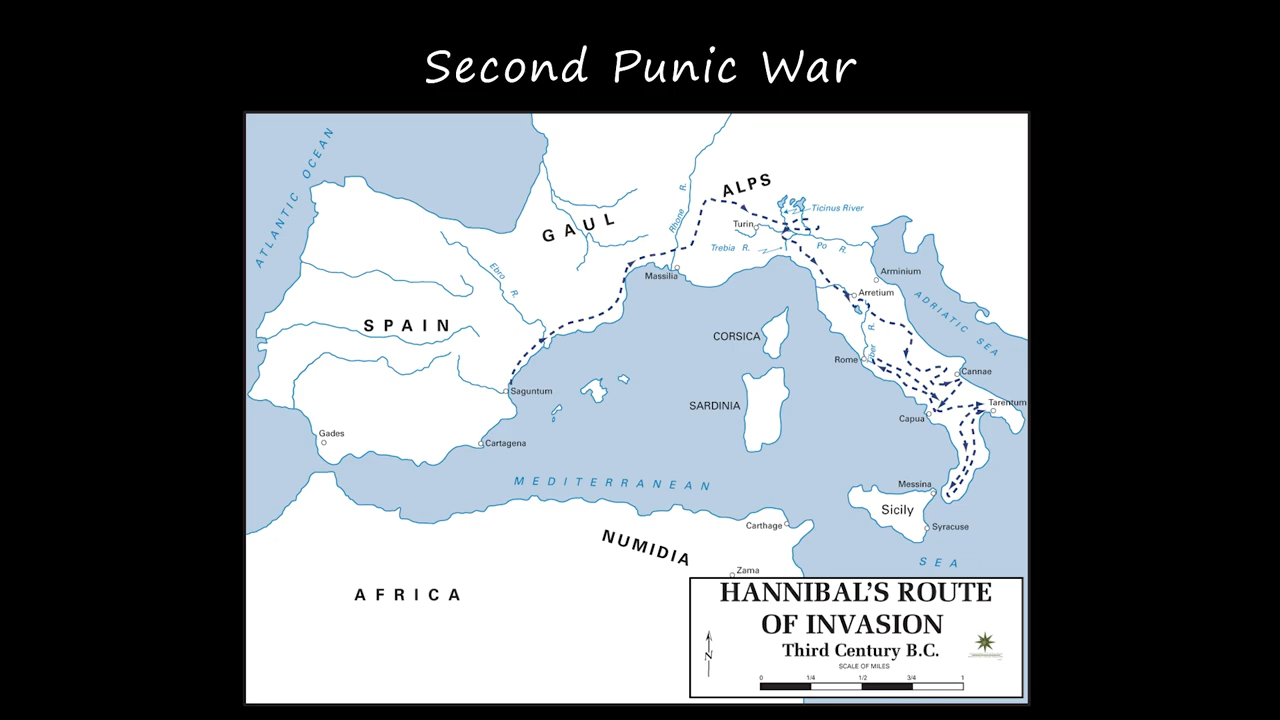 Second Punic War
ATLANTIC OCEAN
GAUL
Rhone R.
ALPS
Ticinus River
Turin
Trebia R.
Po R.
Ebro R.
Massilia
Arminium
Arretium
ADRIATIC SEA
SPAIN
CORSICA
Tiber R.
Rome
Cannae
Saguntum
SARDINIA
Tarentum
Capua
Gades
Cartagena
MEDITERRANEAN
Messina
Sicily
Carthage
Syracuse
NUMIDIA
SEA
Zama
AFRICA
HANNIBAL'S ROUTE
OF INVASION
Third Century B.C.
SCALE OF MILES
0 1/4 1/2 3/4 1
N